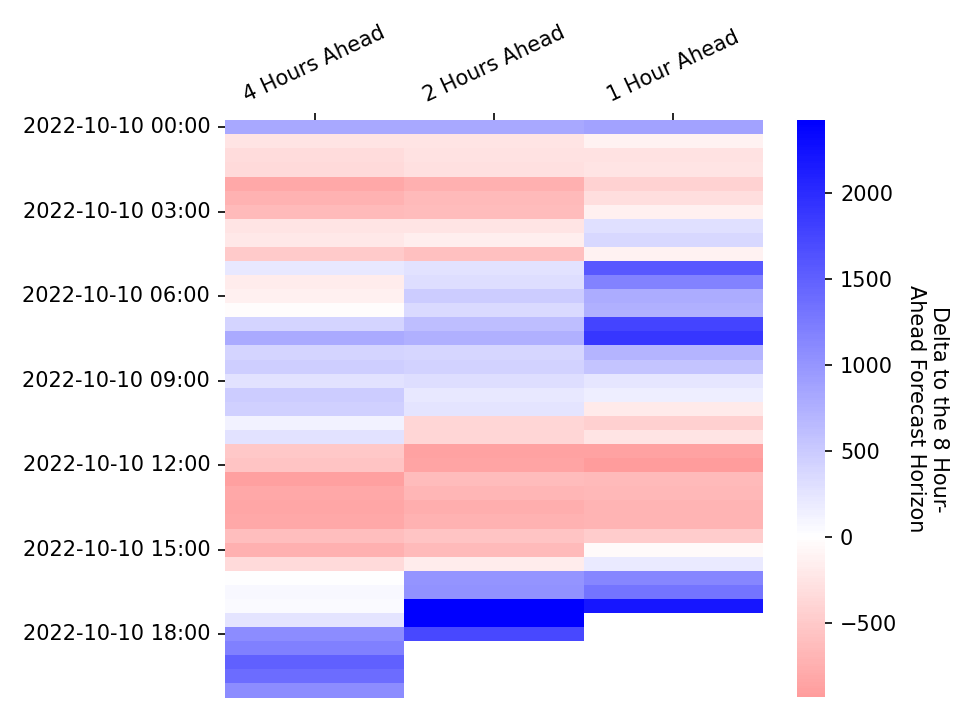 4 Hours Ahead
2 Hours Ahead
1 Hour Ahead
2022-10-10 00:00
2022-10-10 03:00
2022-10-10 06:00
2022-10-10 09:00
2022-10-10 12:00
2022-10-10 15:00
2022-10-10 18:00
2000
1500
1000
500
0
−500
Delta to the 8 Hour-
Ahead Forecast Horizon